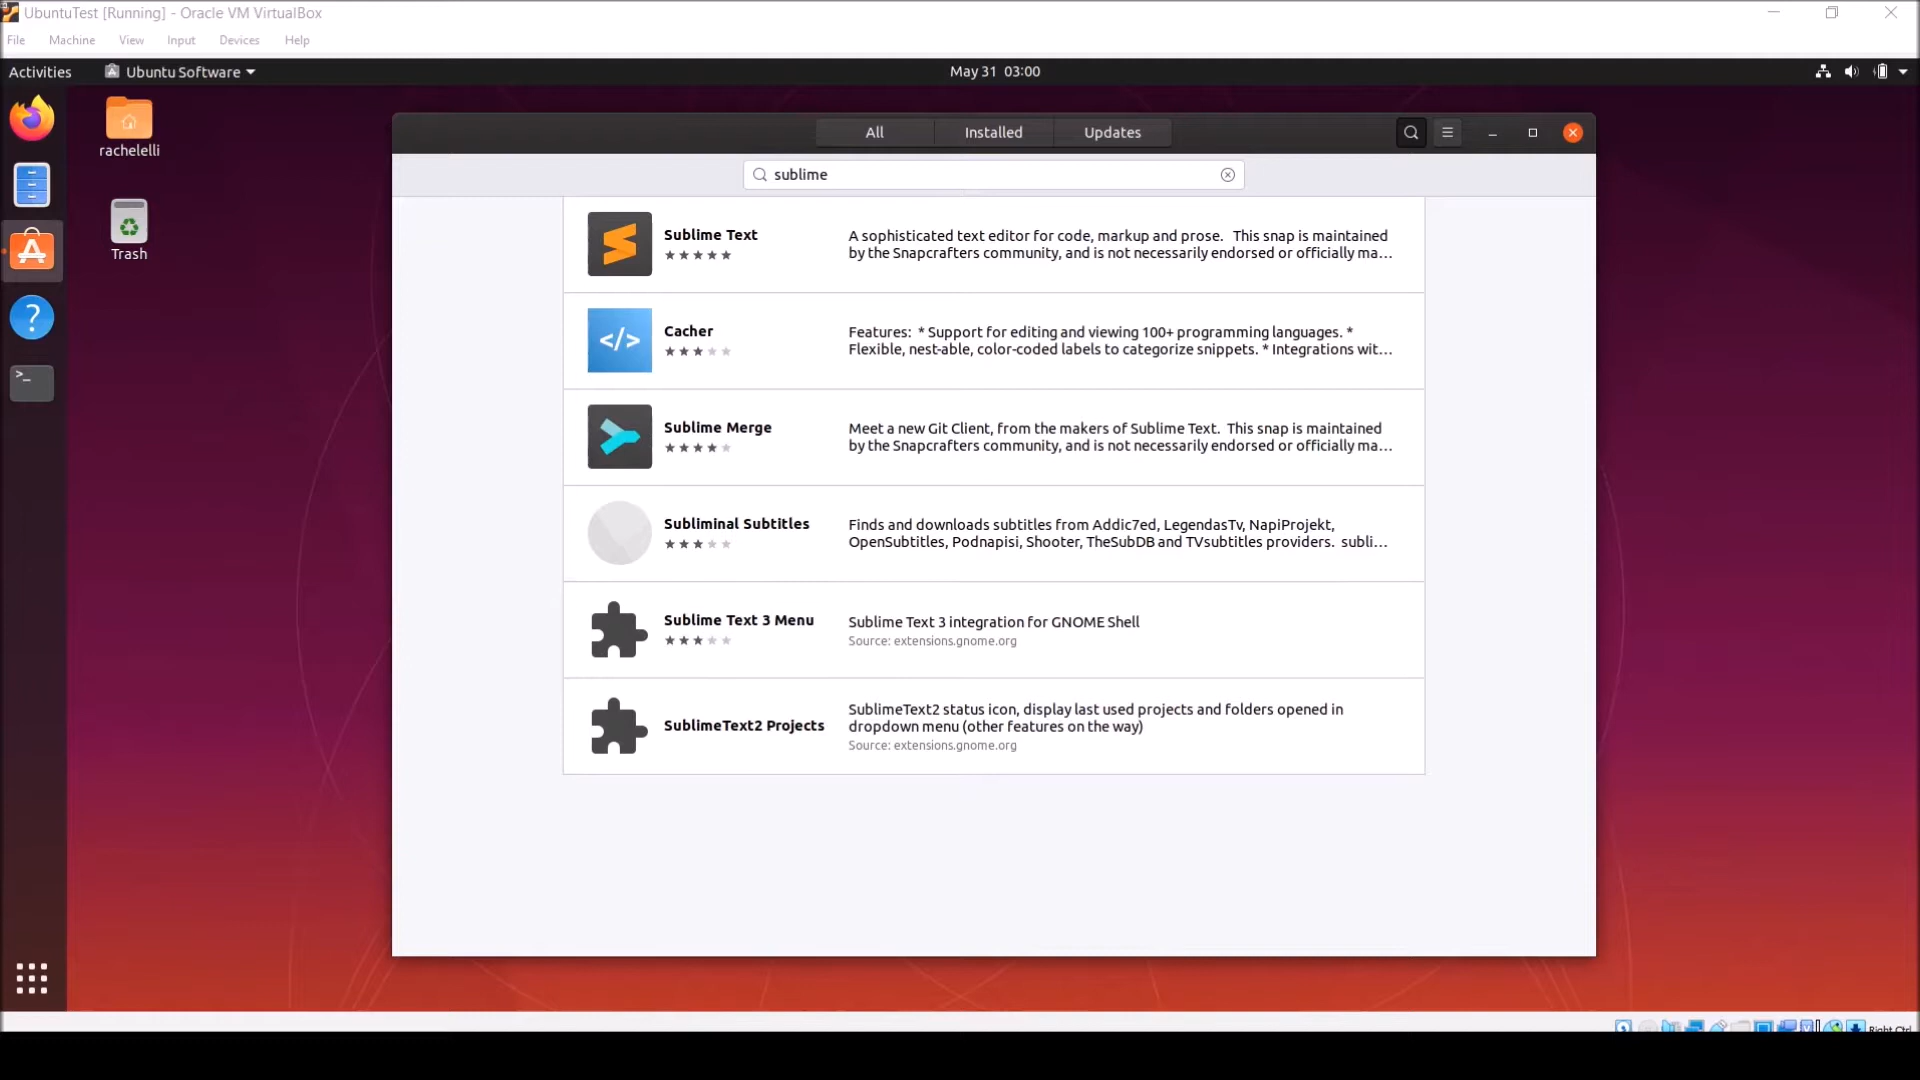 UbuntuTest [Running] - Oracle VM VirtualBox
File Machine View Input Devices Help
Activities Ubuntu Software May 31 03:00
rachelelli
Trash
All Installed Updates
sublime
Sublime Text
A sophisticated text editor for code, markup and prose. This snap is maintained
by the Snapcrafters community, and is not necessarily endorsed or officially ma...
Cacher
Features: * Support for editing and viewing 100+ programming languages. *
Flexible, nest-able, color-coded labels to categorize snippets. * Integrations wit...
Sublime Merge
Meet a new Git Client, from the makers of Sublime Text. This snap is maintained
by the Snapcrafters community, and is not necessarily endorsed or officially ma...
Subliminal Subtitles
Finds and downloads subtitles from Addic7ed, LegendasTv, NapiProjekt,
OpenSubtitles, Podnapisi, Shooter, TheSubDB and TVsubtitles providers. subli...
Sublime Text 3 Menu
Sublime Text 3 integration for GNOME Shell
Source: extensions.gnome.org
SublimeText2 Projects
SublimeText2 status icon, display last used projects and folders opened in
dropdown menu (other features on the way)
Source: extensions.gnome.org
Right Ctrl